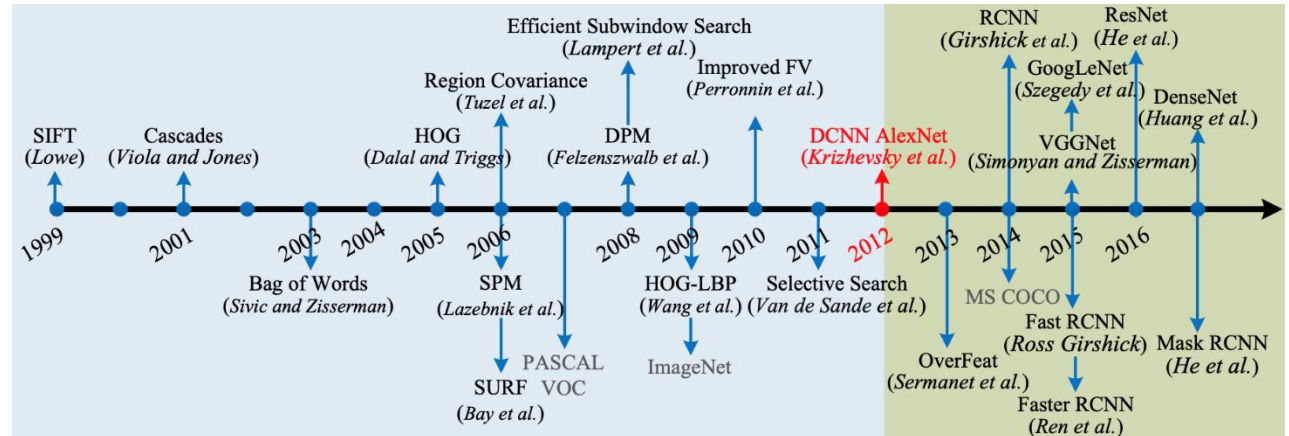 SIFT
(Lowe)
Cascades
(Viola and Jones)
HOG
(Dalal and Triggs)
Region Covariance
(Tuzel et al.)
Efficient Subwindow Search
(Lampert et al.)
DPM
(Felzenszwalb et al.)
Improved FV
(Perronnin et al.)
DCNN AlexNet
(Krizhevsky et al.)
RCNN
(Girshick et al.)
GoogLeNet
(Szegedy et al.)
VGGNet
(Simonyan and Zisserman)
ResNet
(He et al.)
DenseNet
(Huang et al.)
1999
2001
2003
2004
2005
2006
2008
2009
2010
2011
2012
2013
2014
2015
2016
Bag of Words
(Sivic and Zisserman)
SPM
(Lazebnik et al.)
SURF
(Bay et al.)
PASCAL
VOC
HOG-LBP
(Wang et al.)
ImageNet
Selective Search
(Van de Sande et al.)
OverFeat
(Sermanet et al.)
MS COCO
Fast RCNN
(Ross Girshick)
Faster RCNN
(Ren et al.)
Mask RCNN
(He et al.)